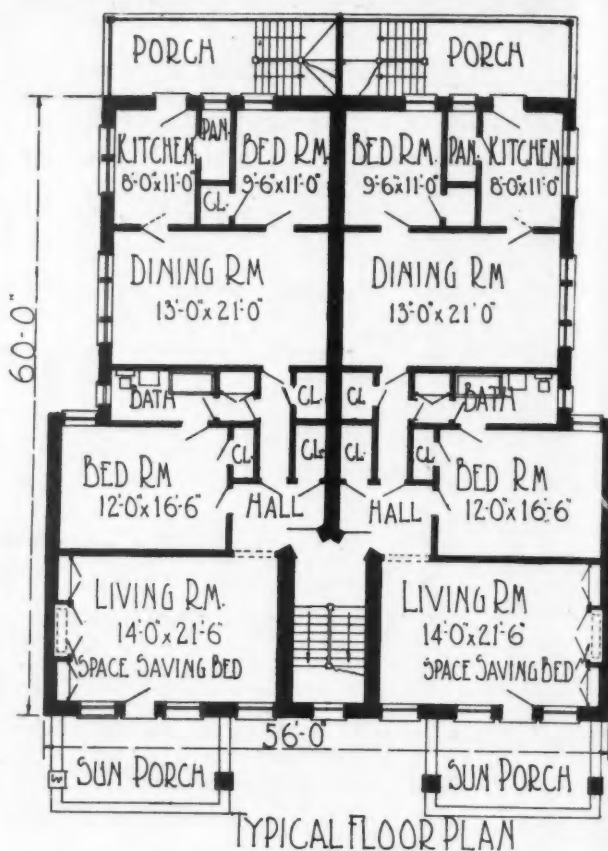 PORCH
PORCH
KITCHEN
8'-0"x11'-0"
PAN.
BED RM.
9'-6"x11'-0"
CL.
BED RM.
9'-6"x11'-0"
PAN.
KITCHEN
8'-0"x11'-0"
DINING RM
13'-0"x21'-0"
DINING RM
13'-0"x21'0"
60'-0"
BATH
CL.
CL
BATH
CL.
CL.
CL
CL
BED RM
12'-0"x16'-6"
HALL
HALL
BED RM
12'-0"x16'-6"
LIVING RM.
14'-0"x21'-6"
SPACE SAVING BED
LIVING RM
14'-0"x21'-6"
SPACE SAVING BED
56'-0"
SUN PORCH
SUN PORCH
TYPICAL FLOOR PLAN